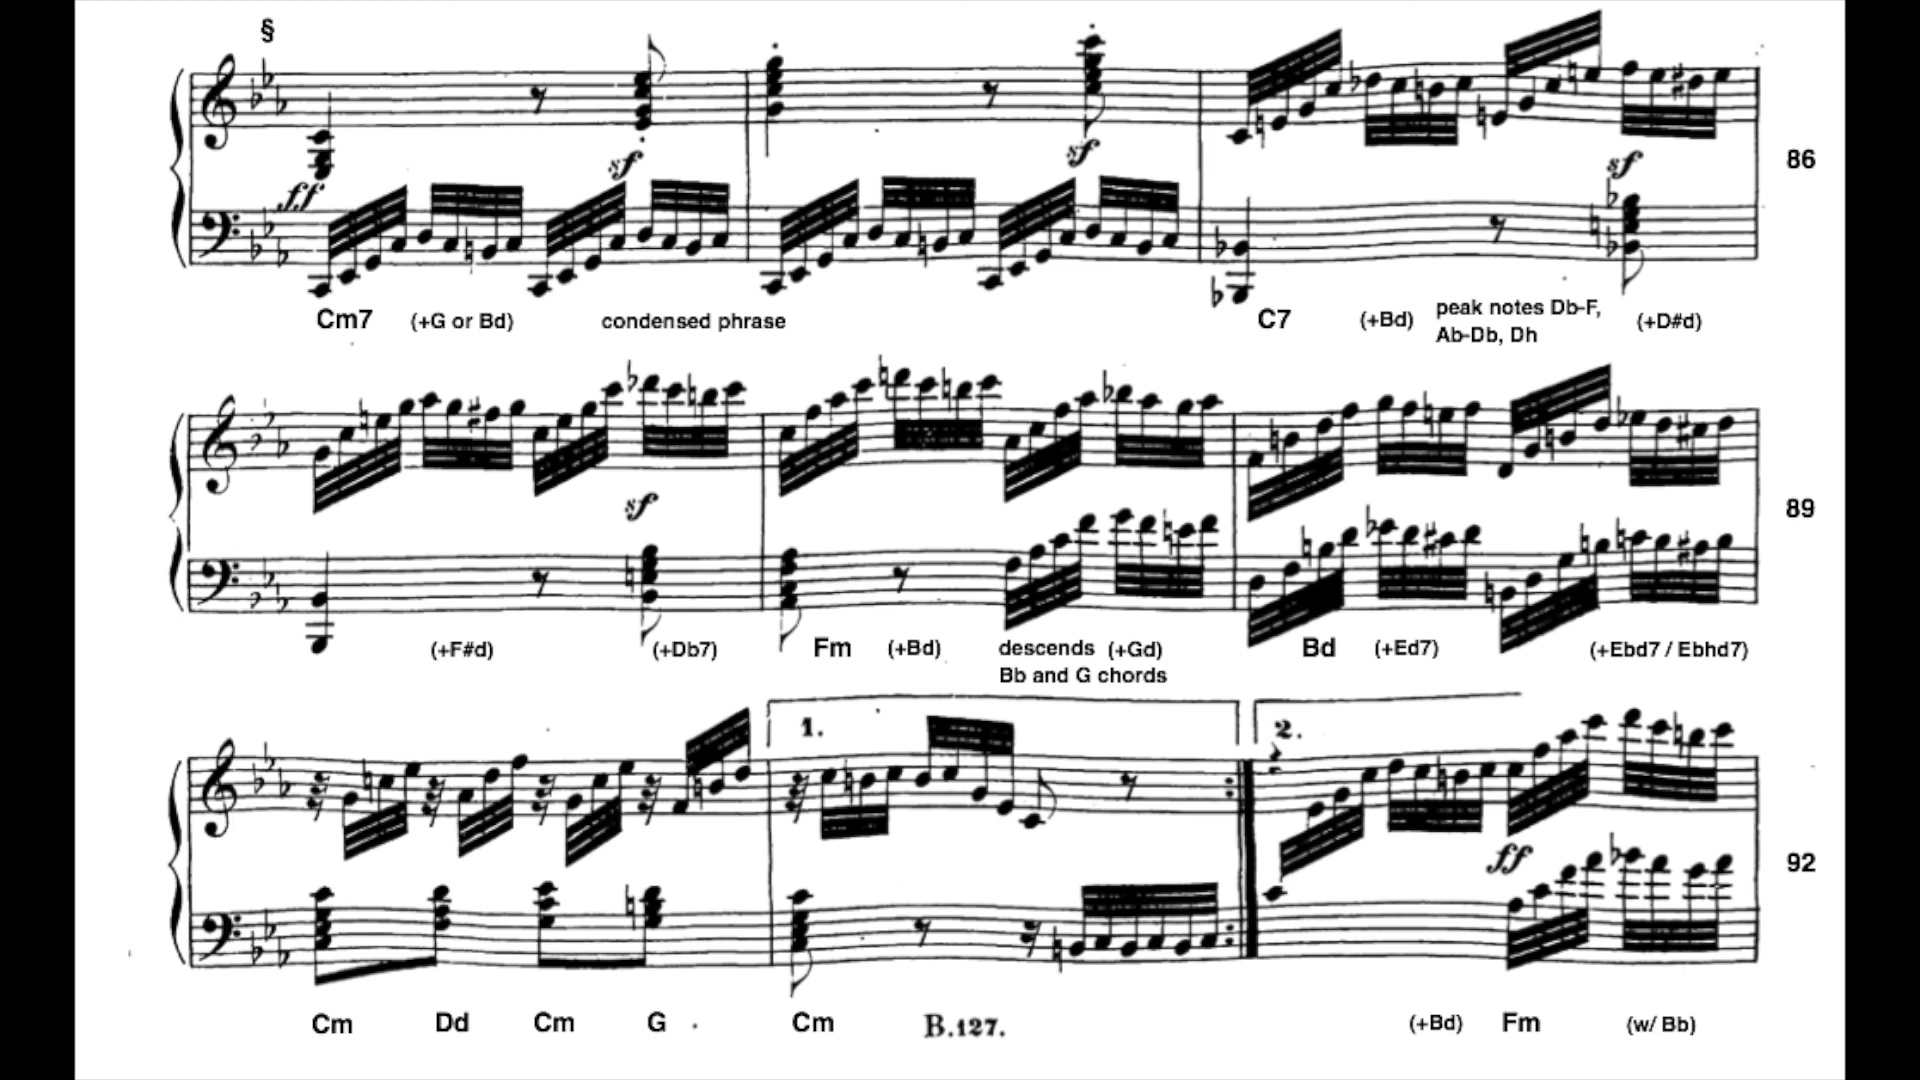 §
ff sf sf sf
86
Cm7 (+G or Bd) condensed phrase C7 (+Bd) peak notes Db-F, (+D#d)
Ab-Db, Dh
sf
89
(+F#d) (+Db7) Fm (+Bd) descends (+Gd) Bd (+Ed7) (+Ebd7 / Ebhd7)
Bb and G chords
1. 2.
ff
92
Cm Dd Cm G Cm B.127. (+Bd) Fm (w/ Bb)